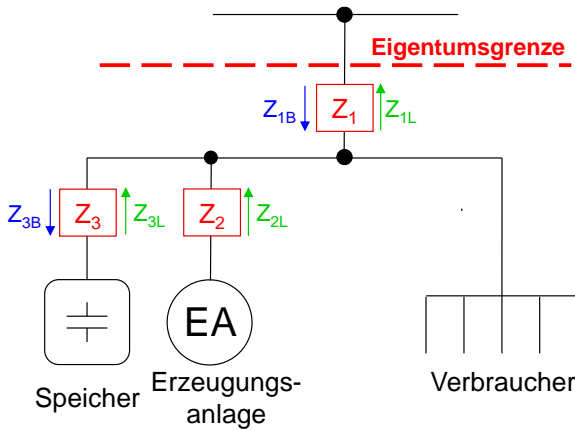 Eigentumsgrenze
Z1B Z1 Z1L
Z3B Z3 Z3L Z2 Z2L
EA
Speicher
Erzeugungs-
anlage
Verbraucher